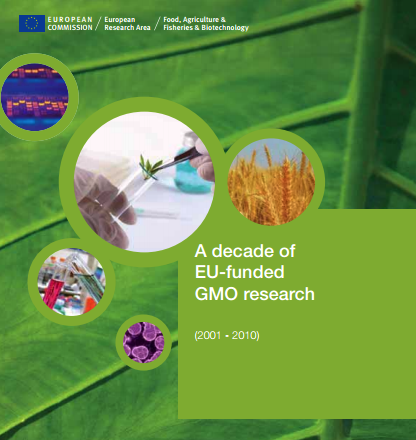 EUROPEAN
COMMISSION
European
Research Area
Food, Agriculture &
Fisheries & Biotechnology
A decade of
EU-funded
GMO research
(2001 - 2010)